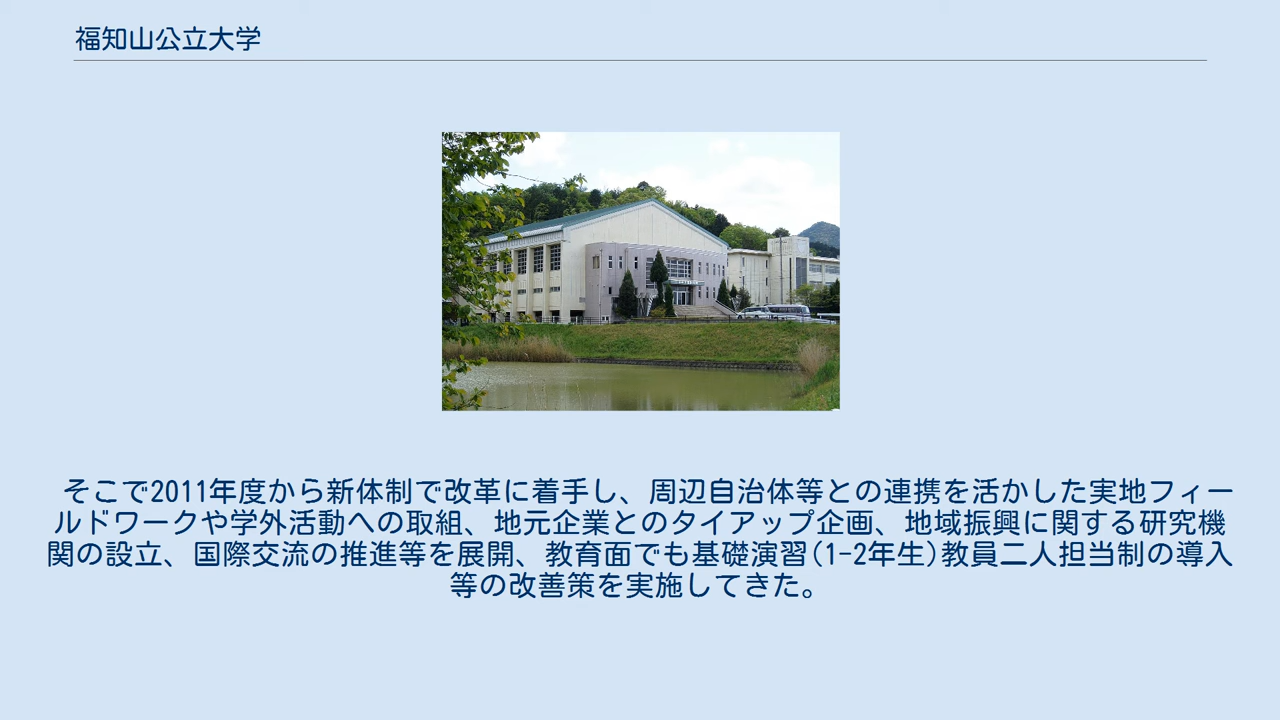 福知山公立大学
そこで2011年度から新体制で改革に着手し、周辺自治体等との連携を活かした実地フィー
ルドワークや学外活動への取組、地元企業とのタイアップ企画、地域振興に関する研究機
関の設立、国際交流の推進等を展開、教育面でも基礎演習(1-2年生)教員二人担当制の導入
等の改善策を実施してきた。